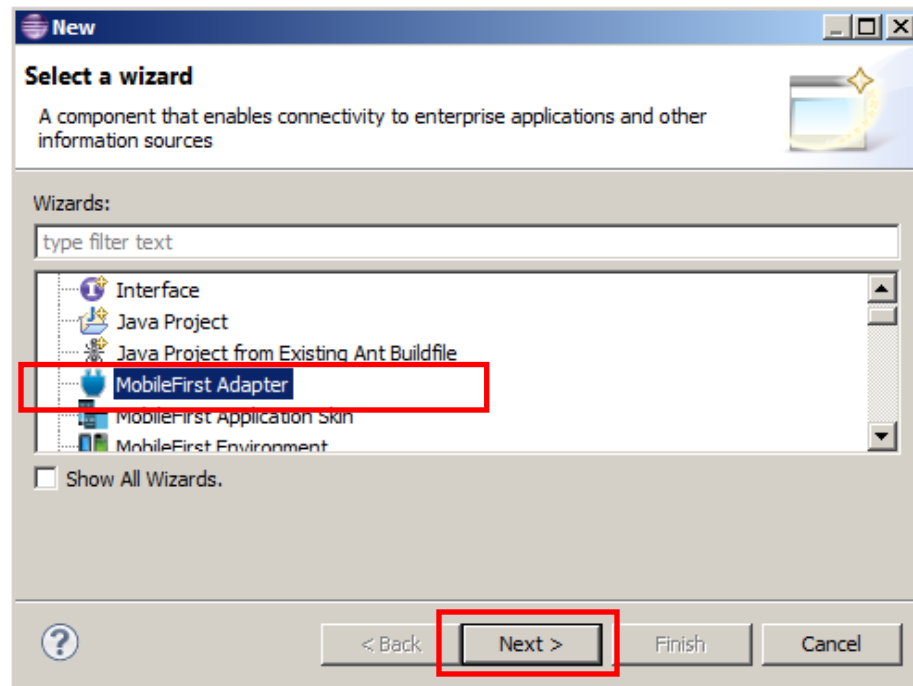 New
Select a wizard
A component that enables connectivity to enterprise applications and other
information sources
Wizards:
type filter text
Interface
Java Project
Java Project from Existing Ant Buildfile
MobileFirst Adapter
MobileFirst Application Skin
MobileFirst Environment
Show All Wizards.
< Back
Next >
Finish
Cancel